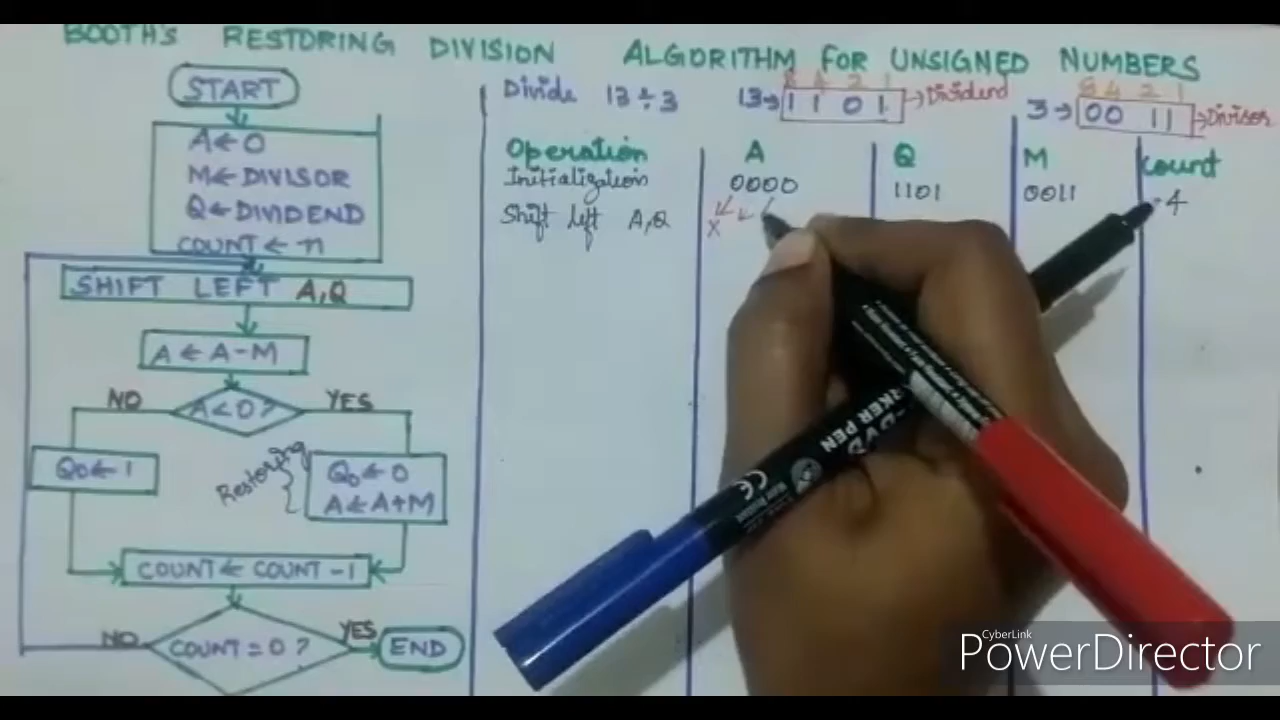 BOOTH'S RESTORING DIVISION ALGORITHM FOR UNSIGNED NUMBERS
START
A←0
M←DIVISOR
Q←DIVIDEND
COUNT ← n
SHIFT LEFT A,Q
A ← A-M
A<0?
NO
YES
Q0←1
Restoring
Q0←0
A←A+M
COUNT← COUNT -1
COUNT = 0 ?
NO
YES
END
Divide 13÷3
8 4 2 1
13→ 1 1 0 1 →Dividend
8 4 2 1
3→ 00 11 →Divisor
Operation A Q M count
Initialization 0000 1101 0011 4
Shift left A,Q
X
MARKER PEN
CE
CyberLink
PowerDirector